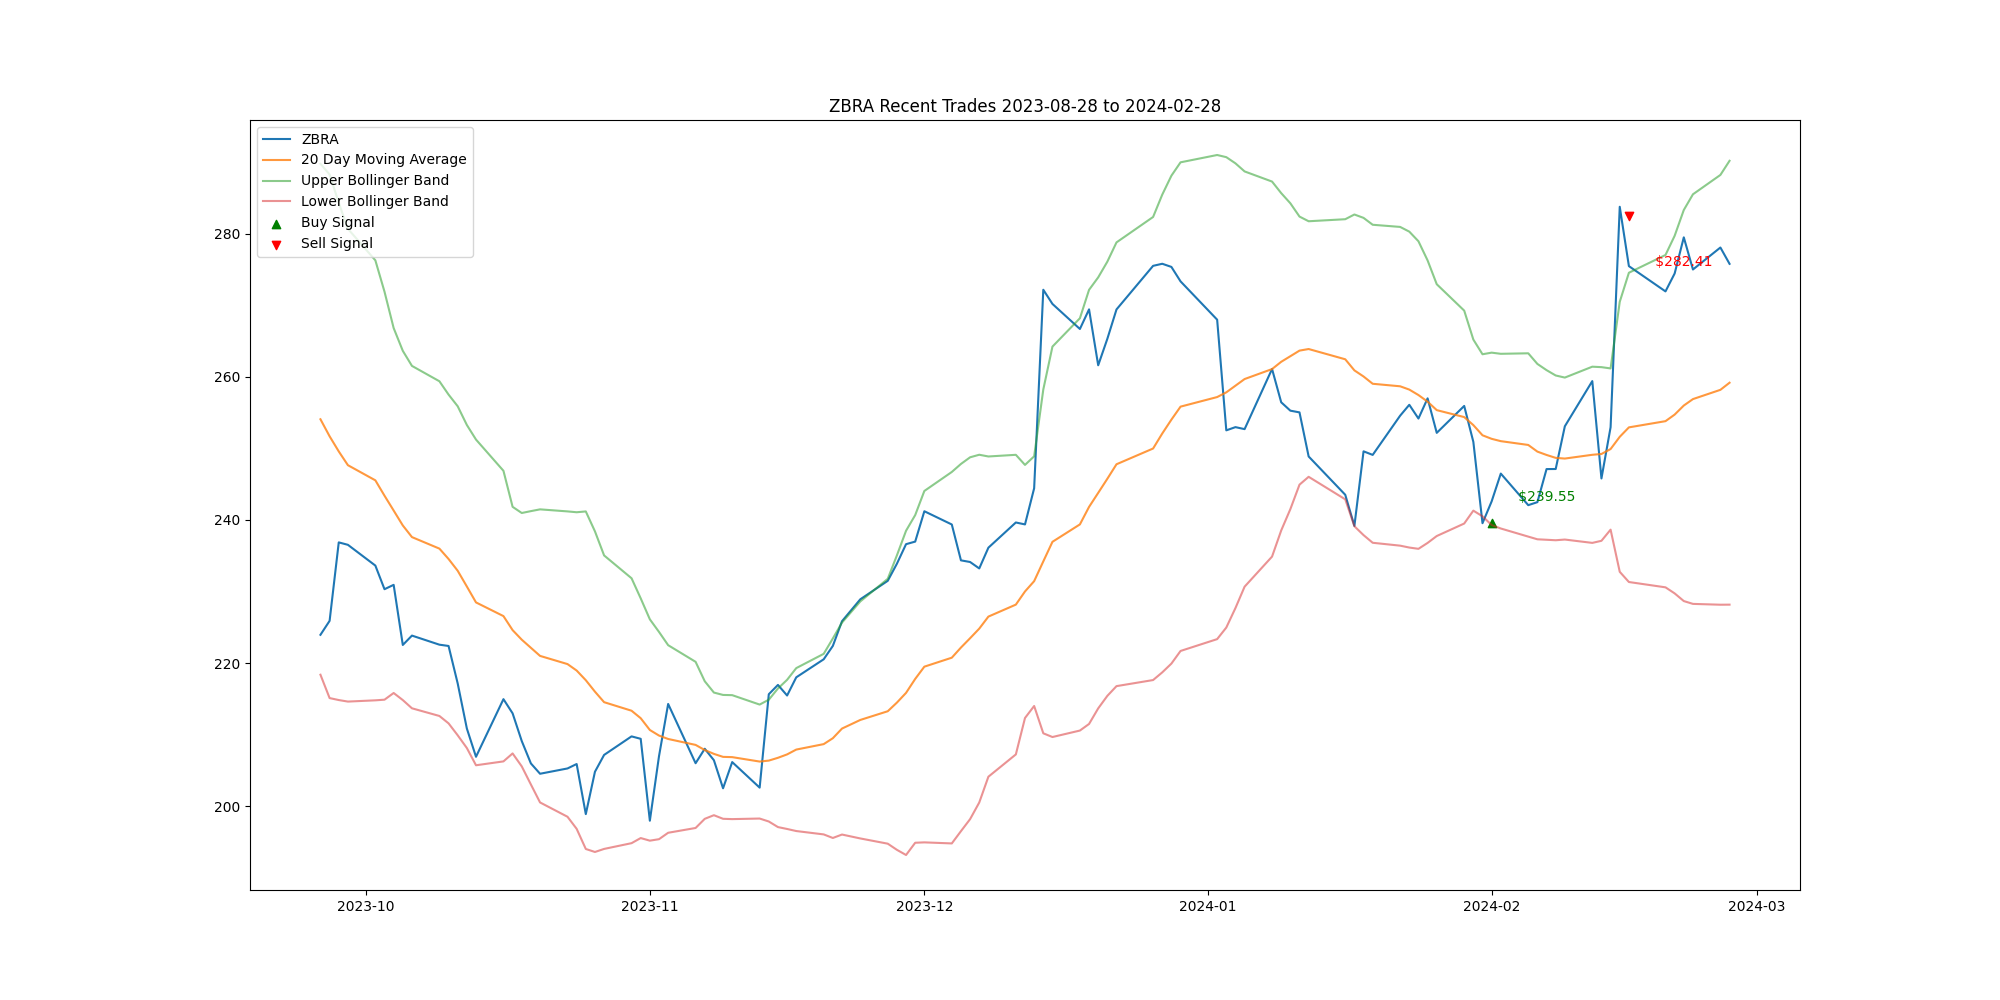 ZBRA Recent Trades 2023-08-28 to 2024-02-28
ZBRA
20 Day Moving Average
Upper Bollinger Band
Lower Bollinger Band
Buy Signal
Sell Signal
280
260
240
220
200
$282.41
$239.55
2023-10
2023-11
2023-12
2024-01
2024-02
2024-03